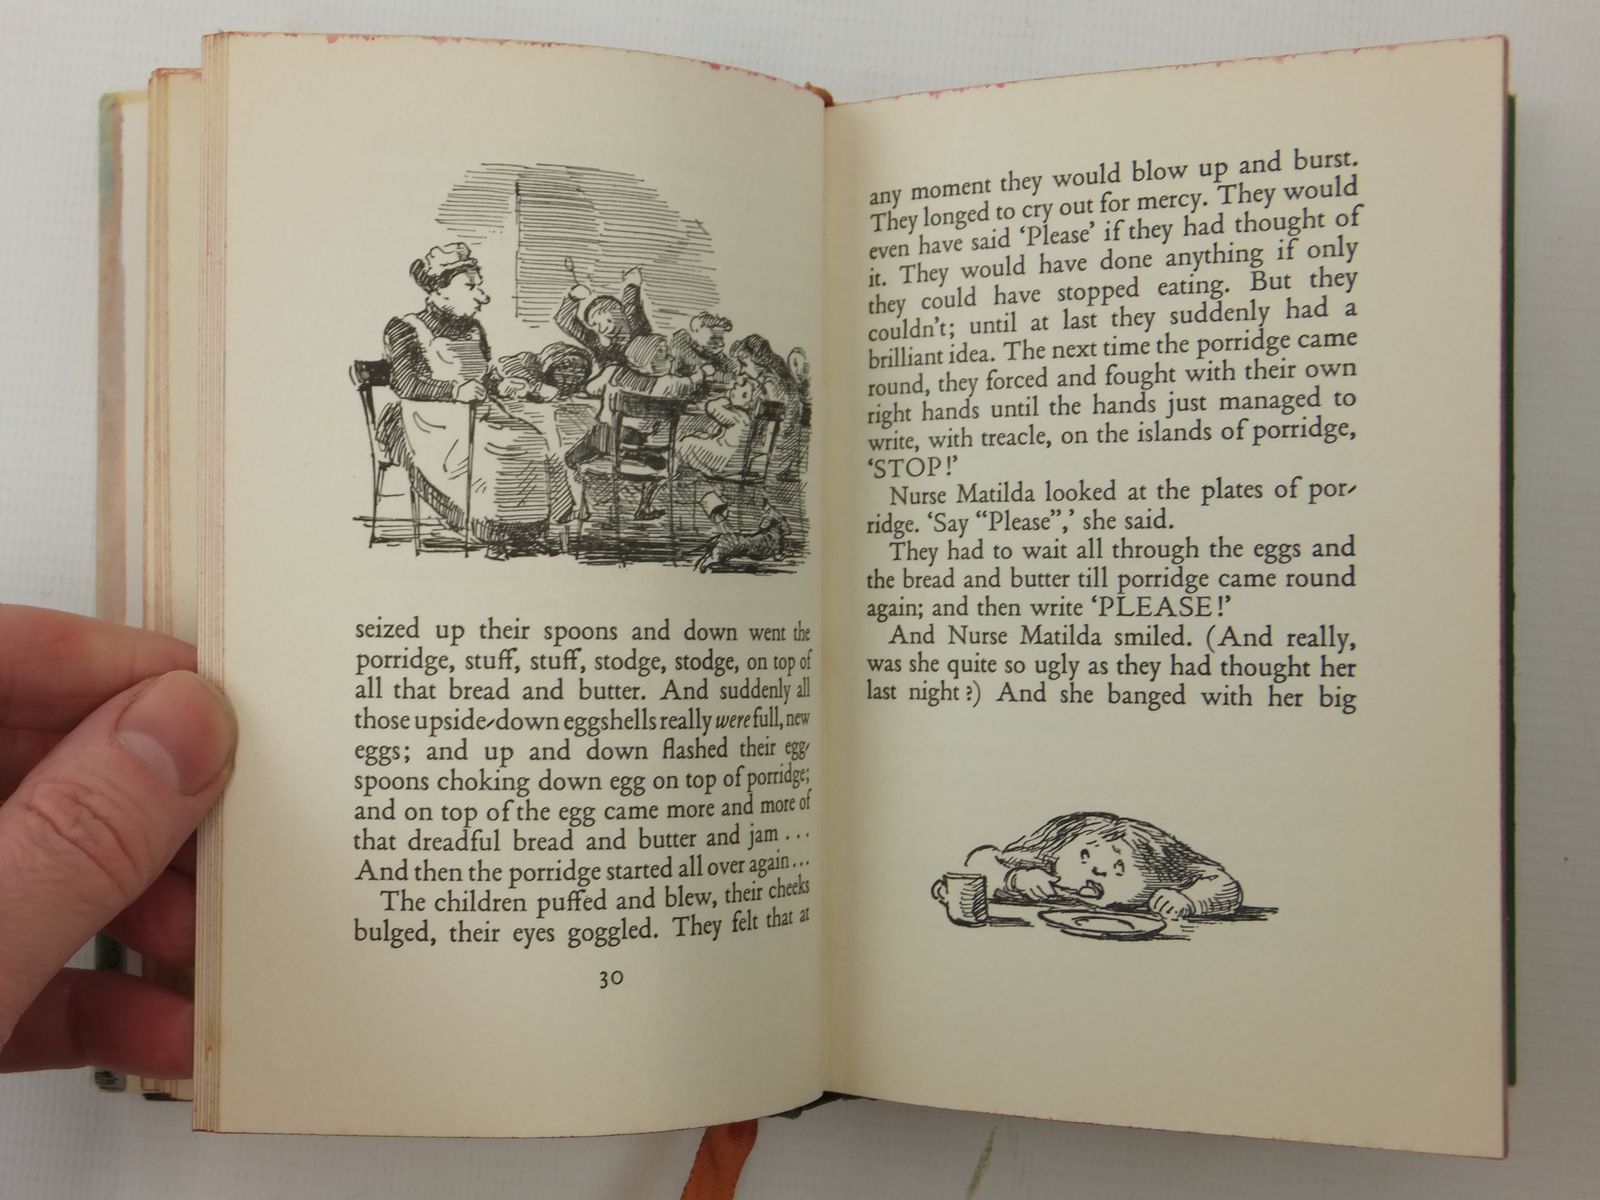 seized up their spoons and down went the
porridge, stuff, stuff, stodge, stodge, on top of
all that bread and butter. And suddenly all
those upside-down eggshells really were full, new
eggs; and up and down flashed their egg-
spoons choking down egg on top of porridge;
and on top of the egg came more and more of
that dreadful bread and butter and jam . . .
And then the porridge started all over again...
The children puffed and blew, their cheeks
bulged, their eyes goggled. They felt that at
30
any moment they would blow up and burst.
They longed to cry out for mercy. They would
even have said ‘Please’ if they had thought of
it. They would have done anything if only
they could have stopped eating. But they
couldn’t; until at last they suddenly had a
brilliant idea. The next time the porridge came
round, they forced and fought with their own
right hands until the hands just managed to
write, with treacle, on the islands of porridge,
‘STOP!’
Nurse Matilda looked at the plates of por-
ridge. ‘Say “Please”,’ she said.
They had to wait all through the eggs and
the bread and butter till porridge came round
again; and then write ‘PLEASE!’
And Nurse Matilda smiled. (And really,
was she quite so ugly as they had thought her
last night?) And she banged with her big